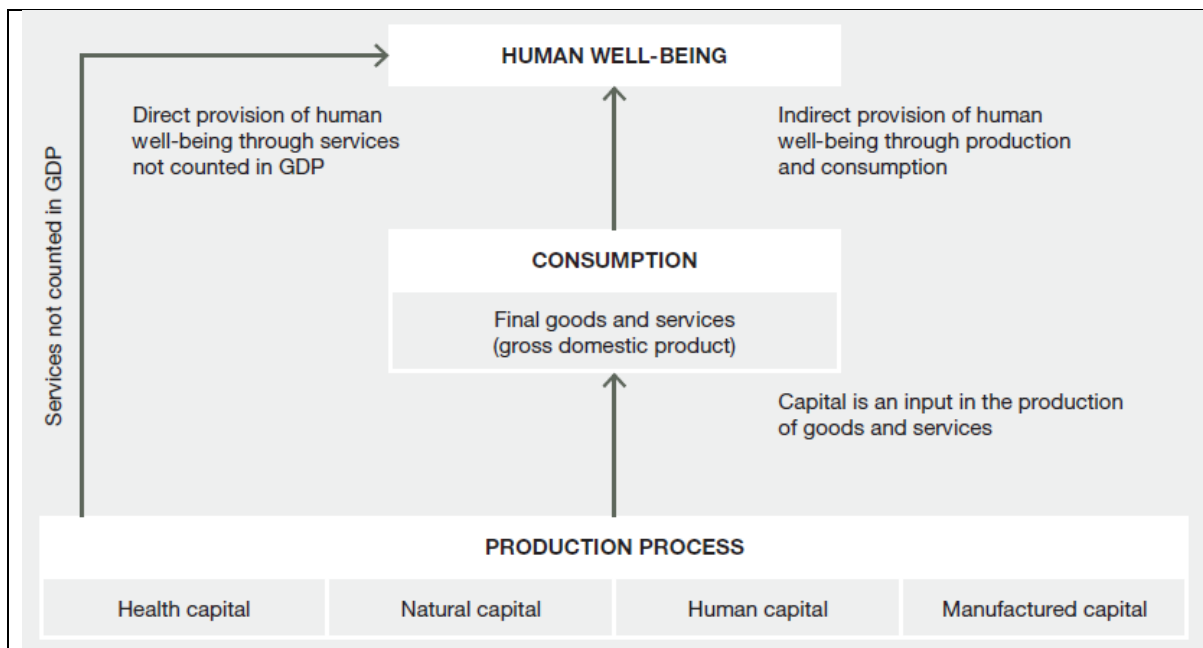 HUMAN WELL-BEING
Direct provision of human
well-being through services
not counted in GDP
Indirect provision of human
well-being through production
and consumption
Services not counted in GDP
CONSUMPTION
Final goods and services
(gross domestic product)
Capital is an input in the production
of goods and services
PRODUCTION PROCESS
Health capital
Natural capital
Human capital
Manufactured capital